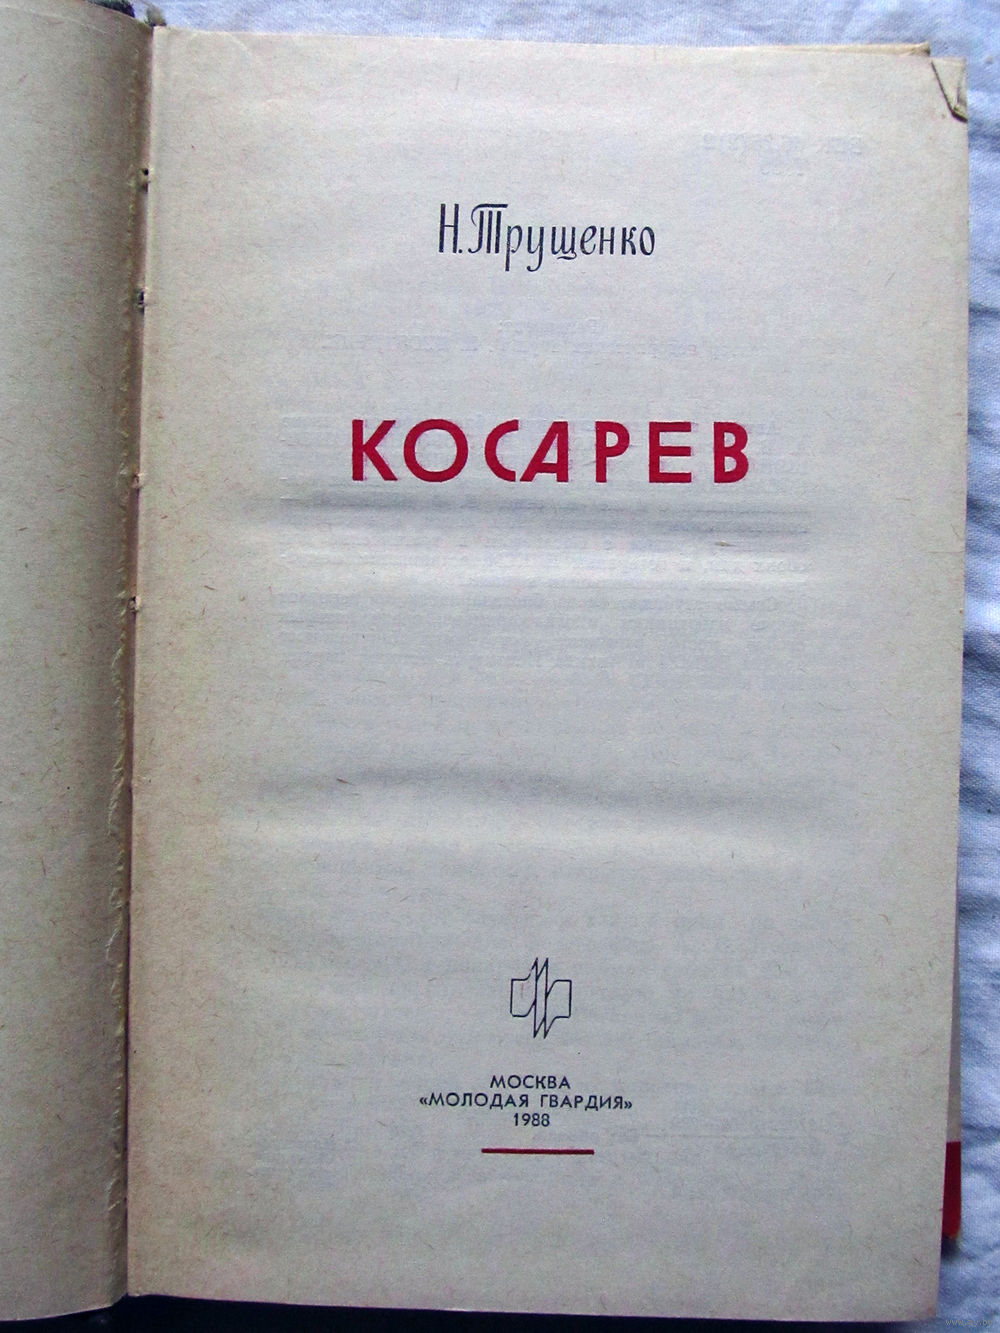 Н. Трущенко
КОСАРЕВ
МОСКВА
«МОЛОДАЯ ГВАРДИЯ»
1988